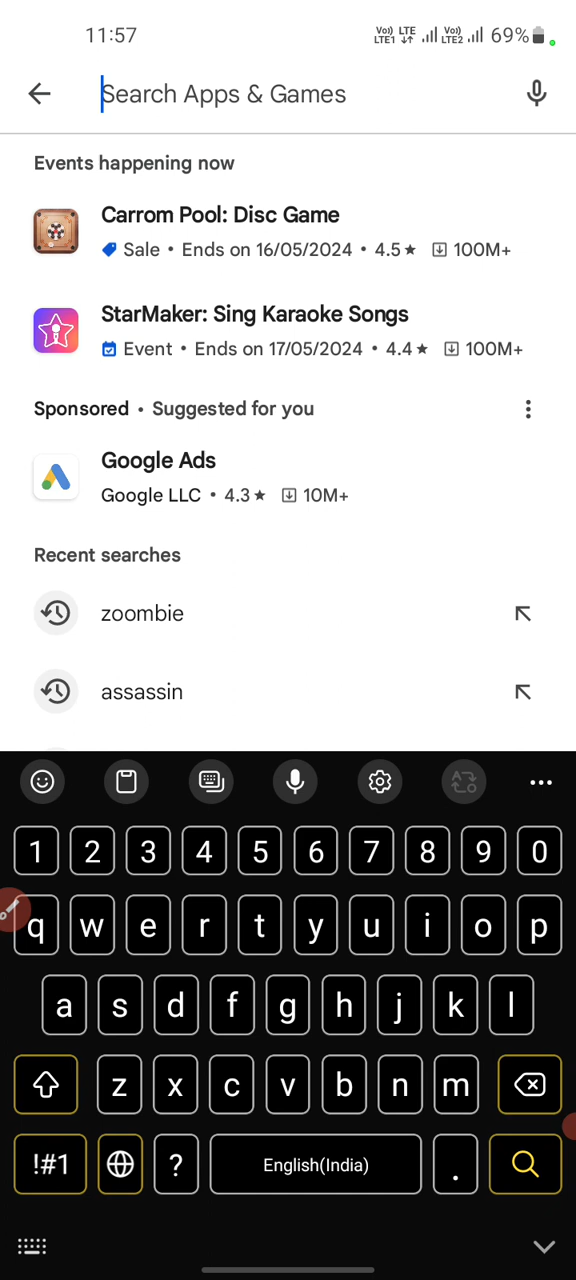 11:57 Vo) LTE1 LTE Vo) LTE2 69%
Search Apps & Games
Events happening now
Carrom Pool: Disc Game
Sale • Ends on 16/05/2024 • 4.5★ 100M+
StarMaker: Sing Karaoke Songs
Event • Ends on 17/05/2024 • 4.4★ 100M+
Sponsored • Suggested for you
Google Ads
Google LLC • 4.3★ 10M+
Recent searches
zoombie
assassin
1 2 3 4 5 6 7 8 9 0
q w e r t y u i o p
a s d f g h j k l
z x c v b n m
!#1 ? English(India) .